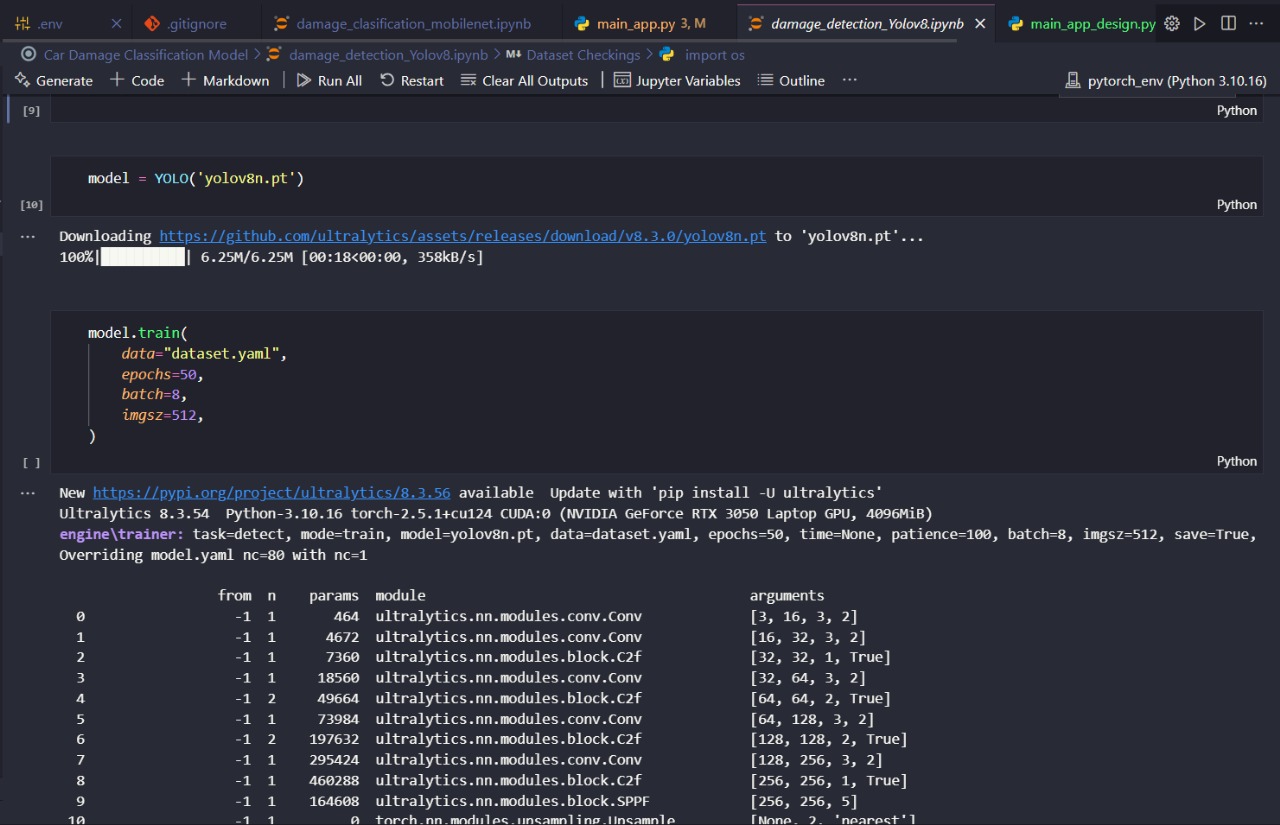 .env
.gitignore
damage_clasification_mobilenet.ipynb
main_app.py 3, M
damage_detection_Yolov8.ipynb
main_app_design.py
Car Damage Classification Model > damage_detection_Yolov8.ipynb > M↓ Dataset Checkings > import os
Generate + Code + Markdown | Run All Restart Clear All Outputs | Jupyter Variables Outline ... pytorch_env (Python 3.10.16)
[9] Python
model = YOLO('yolov8n.pt')
[10] Python
... Downloading https://github.com/ultralytics/assets/releases/download/v8.3.0/yolov8n.pt to 'yolov8n.pt'...
100%|██████████| 6.25M/6.25M [00:18<00:00, 358kB/s]
model.train(
data="dataset.yaml",
epochs=50,
batch=8,
imgsz=512,
)
[ ] Python
... New https://pypi.org/project/ultralytics/8.3.56 available Update with 'pip install -U ultralytics'
Ultralytics 8.3.54 Python-3.10.16 torch-2.5.1+cu124 CUDA:0 (NVIDIA GeForce RTX 3050 Laptop GPU, 4096MiB)
engine\trainer: task=detect, mode=train, model=yolov8n.pt, data=dataset.yaml, epochs=50, time=None, patience=100, batch=8, imgsz=512, save=True,
Overriding model.yaml nc=80 with nc=1
from n params module arguments
0 -1 1 464 ultralytics.nn.modules.conv.Conv [3, 16, 3, 2]
1 -1 1 4672 ultralytics.nn.modules.conv.Conv [16, 32, 3, 2]
2 -1 1 7360 ultralytics.nn.modules.block.C2f [32, 32, 1, True]
3 -1 1 18560 ultralytics.nn.modules.conv.Conv [32, 64, 3, 2]
4 -1 2 49664 ultralytics.nn.modules.block.C2f [64, 64, 2, True]
5 -1 1 73984 ultralytics.nn.modules.conv.Conv [64, 128, 3, 2]
6 -1 2 197632 ultralytics.nn.modules.block.C2f [128, 128, 2, True]
7 -1 1 295424 ultralytics.nn.modules.conv.Conv [128, 256, 3, 2]
8 -1 1 460288 ultralytics.nn.modules.block.C2f [256, 256, 1, True]
9 -1 1 164608 ultralytics.nn.modules.block.SPPF [256, 256, 5]
10 -1 1 0 torch.nn.modules.upsampling.Upsample [None, 2, 'nearest']